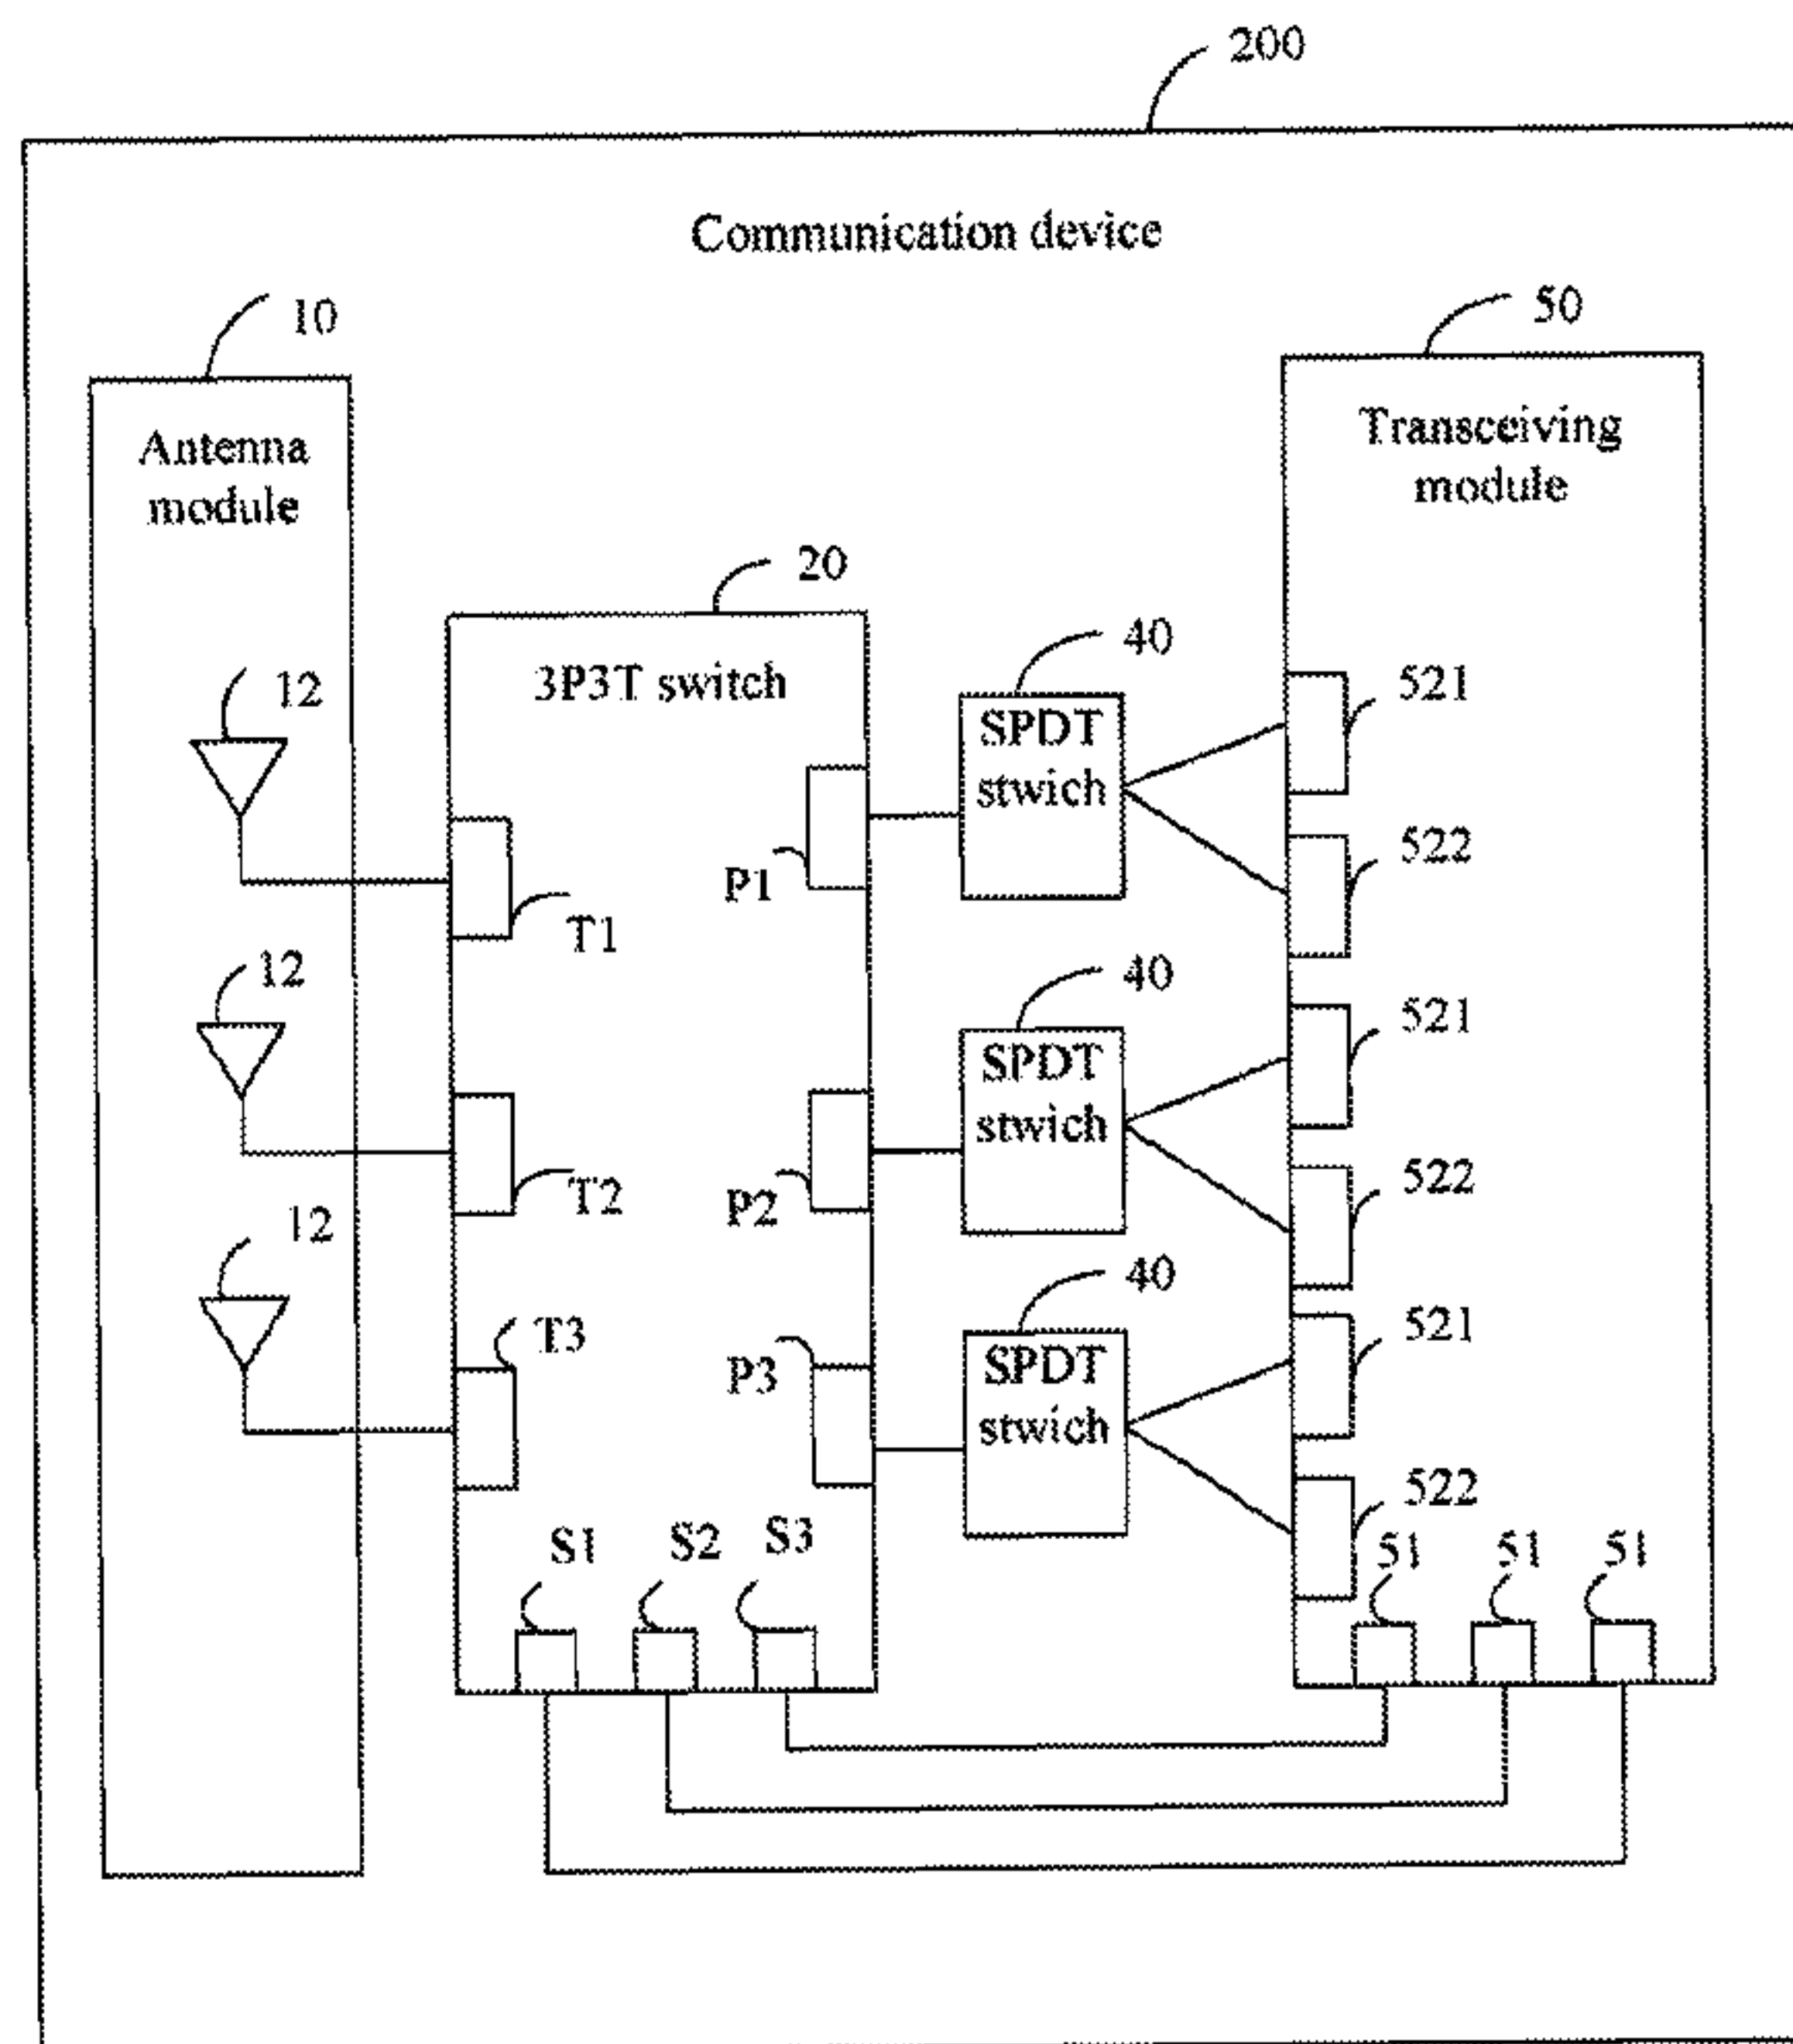 200
Communication device
10
50
Antenna
module
Transceiving
module
20
3P3T switch
40
SPDT
stwich
12
521
522
P1
T1
12
40
SPDT
stwich
521
522
T2
P2
12
40
SPDT
stwich
T3
P3
521
522
S1
S2
S3
51
51
51